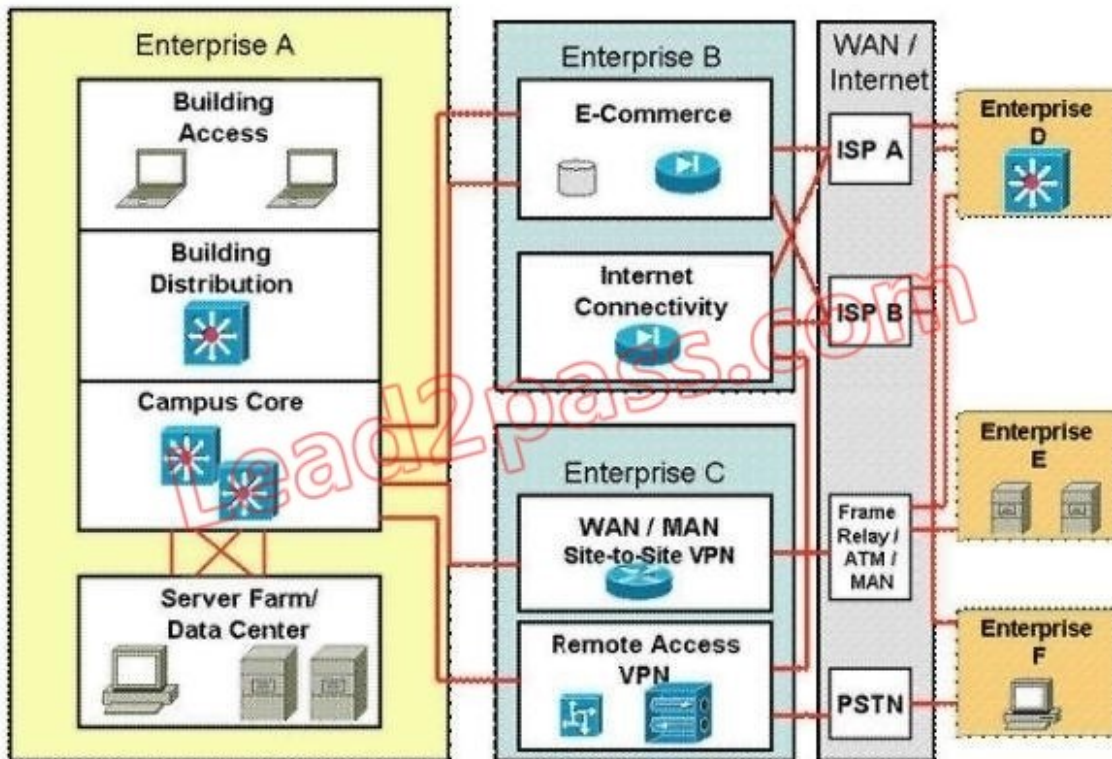 Enterprise A
Building
Access
Building
Distribution
Campus Core
Server Farm/
Data Center
Enterprise B
E-Commerce
Internet
Connectivity
Enterprise C
WAN / MAN
Site-to-Site VPN
Remote Access
VPN
WAN /
Internet
ISP A
ISP B
Frame
Relay /
ATM /
MAN
PSTN
Enterprise
D
Enterprise
E
Enterprise
F
Lead2pass.com